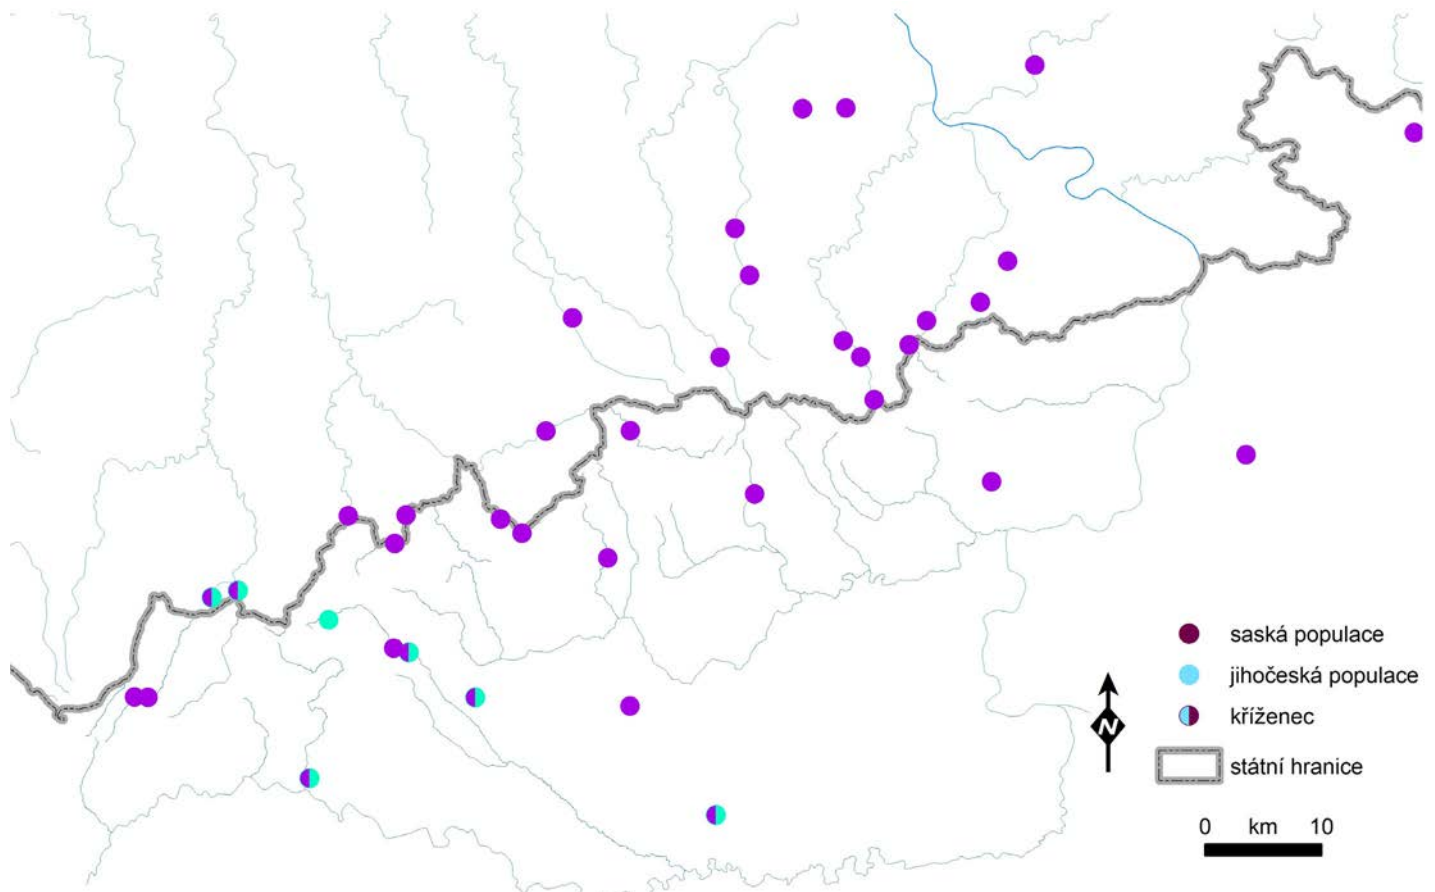 saská populace
jihočeská populace
kříženec
N
státní hranice
0 km 10